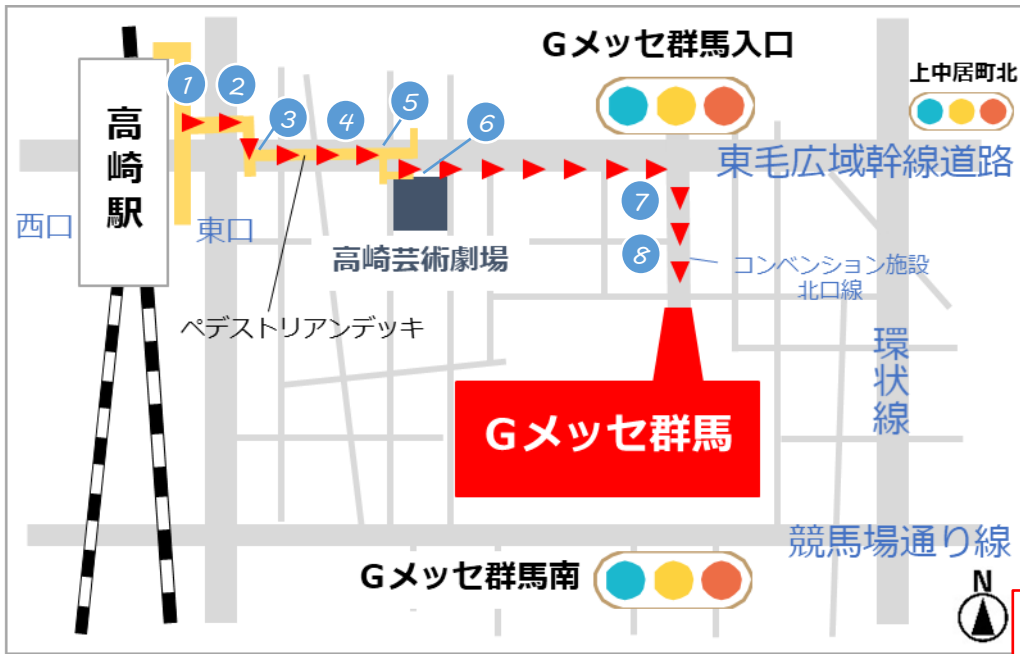 Gメッセ群馬入口
上中居町北
1
2
3
4
5
6
高崎駅
東毛広域幹線道路
西口
東口
7
8
高崎芸術劇場
コンベンション施設
北口線
ペデストリアンデッキ
環状線
Gメッセ群馬
競馬場通り線
Gメッセ群馬南
N